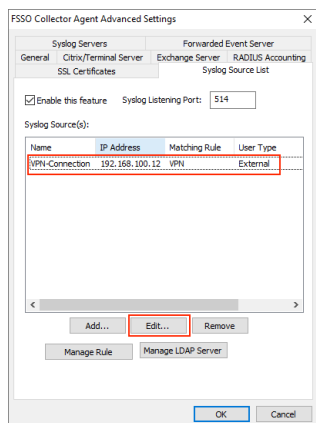 FSSO Collector Agent Advanced Settings
Syslog Servers Forwarded Event Server
General Citrix/Terminal Server Exchange Server RADIUS Accounting
SSL Certificates Syslog Source List
Enable this feature Syslog Listening Port: 514
Syslog Source(s):
Name IP Address Matching Rule User Type
VPN-Connection 192.168.100.12 VPN External
Add... Edit... Remove
Manage Rule Manage LDAP Server
OK Cancel